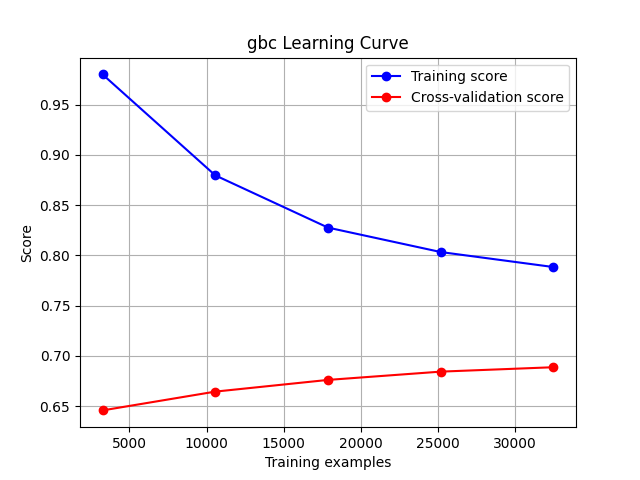 gbc Learning Curve
Training score
Cross-validation score
Score
0.95
0.90
0.85
0.80
0.75
0.70
0.65
5000 10000 15000 20000 25000 30000
Training examples